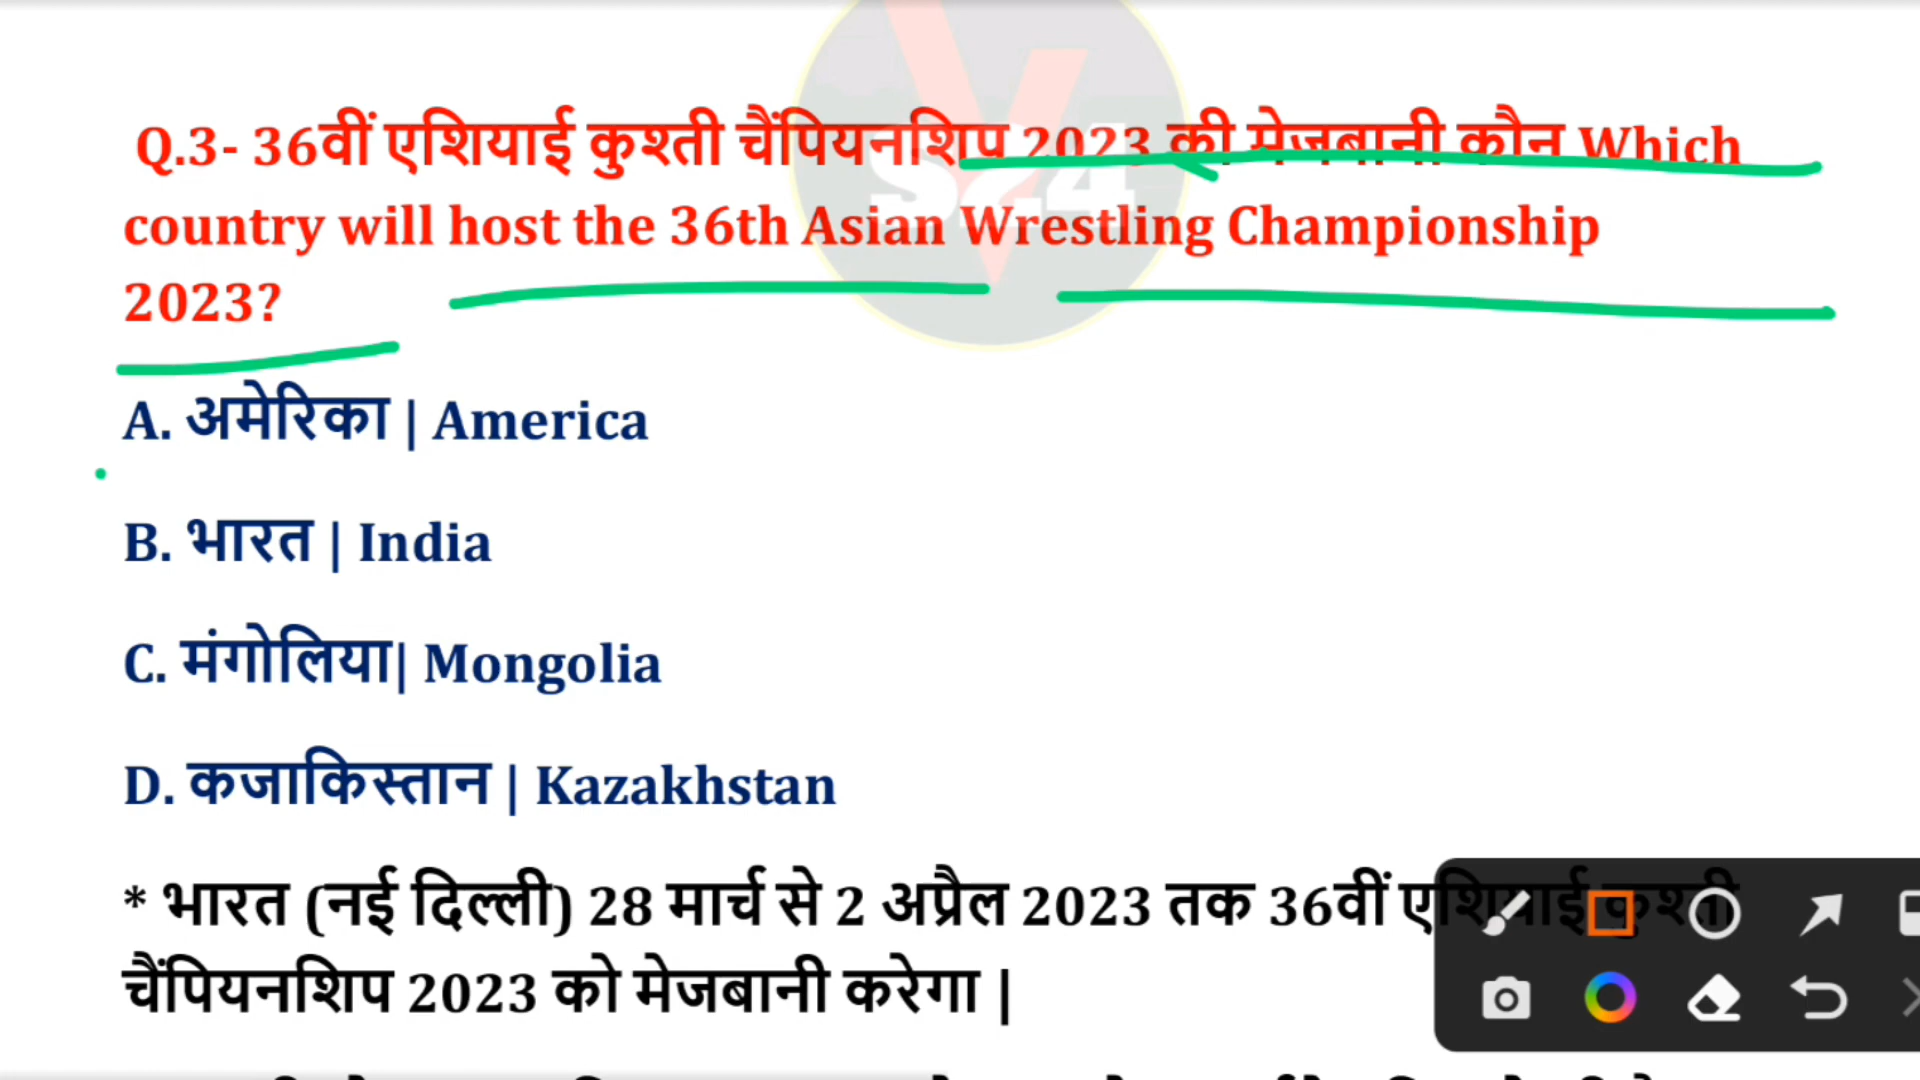 Q.3- 36वीं एशियाई कुश्ती चैंपियनशिप 2023 की मेजबानी कौन Which
country will host the 36th Asian Wrestling Championship
2023?
A. अमेरिका | America
B. भारत | India
C. मंगोलिया| Mongolia
D. कजाकिस्तान | Kazakhstan
* भारत (नई दिल्ली) 28 मार्च से 2 अप्रैल 2023 तक 36वीं एशियाई कुश्ती
चैंपियनशिप 2023 को मेजबानी करेगा |